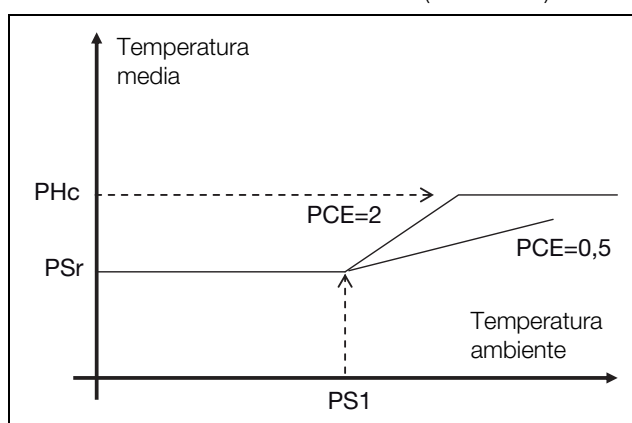 Temperatura
media
PHc
PCE=2
PCE=0,5
PSr
Temperatura
ambiente
PS1